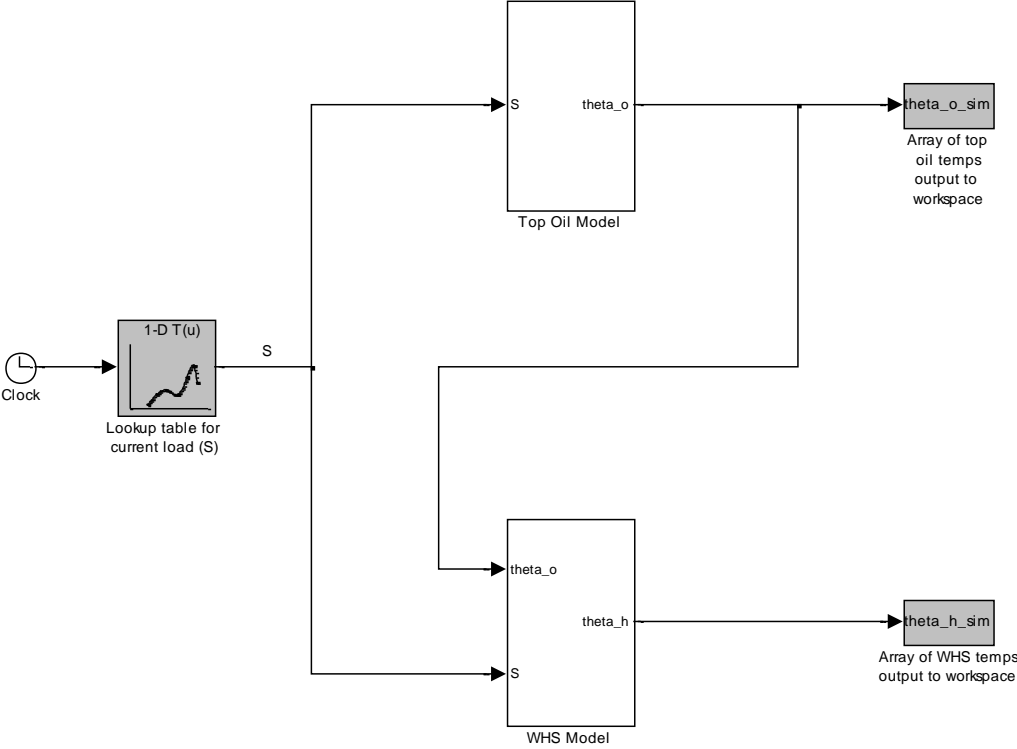 S
theta_o
theta_o_sim
Top Oil Model
Array of top
oil temps
output to
workspace
1-D T(u)
S
Clock
Lookup table for
current load (S)
theta_o
theta_h
S
theta_h_sim
WHS Model
Array of WHS temps
output to workspace